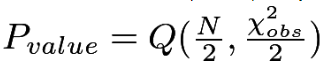 P_{value} = Q(\frac{N}{2}, \frac{\chi^2_{obs}}{2})